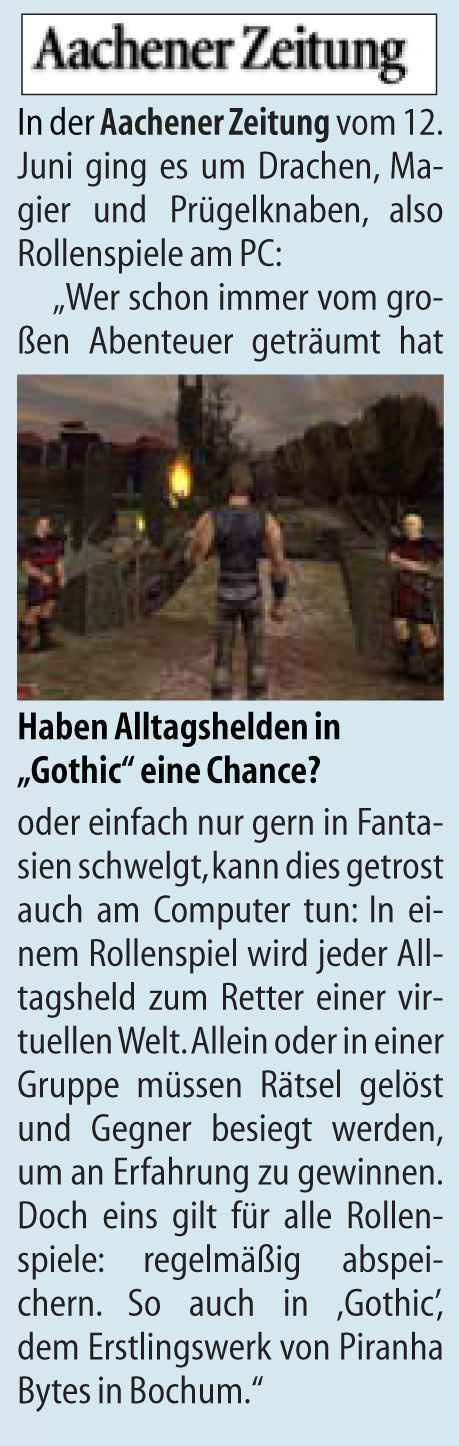 Aachener Zeitung
In der Aachener Zeitung vom 12.
Juni ging es um Drachen, Ma-
gier und Prügelknaben, also
Rollenspiele am PC:
„Wer schon immer vom gro-
ßen Abenteuer geträumt hat
Haben Alltagshelden in
„Gothic“ eine Chance?
oder einfach nur gern in Fanta-
sien schwelgt, kann dies getrost
auch am Computer tun: In ei-
nem Rollenspiel wird jeder All-
tagsheld zum Retter einer vir-
tuellen Welt. Allein oder in einer
Gruppe müssen Rätsel gelöst
und Gegner besiegt werden,
um an Erfahrung zu gewinnen.
Doch eins gilt für alle Rollen-
spiele: regelmäßig abspei-
chern. So auch in ‚Gothic’,
dem Erstlingswerk von Piranha
Bytes in Bochum.“